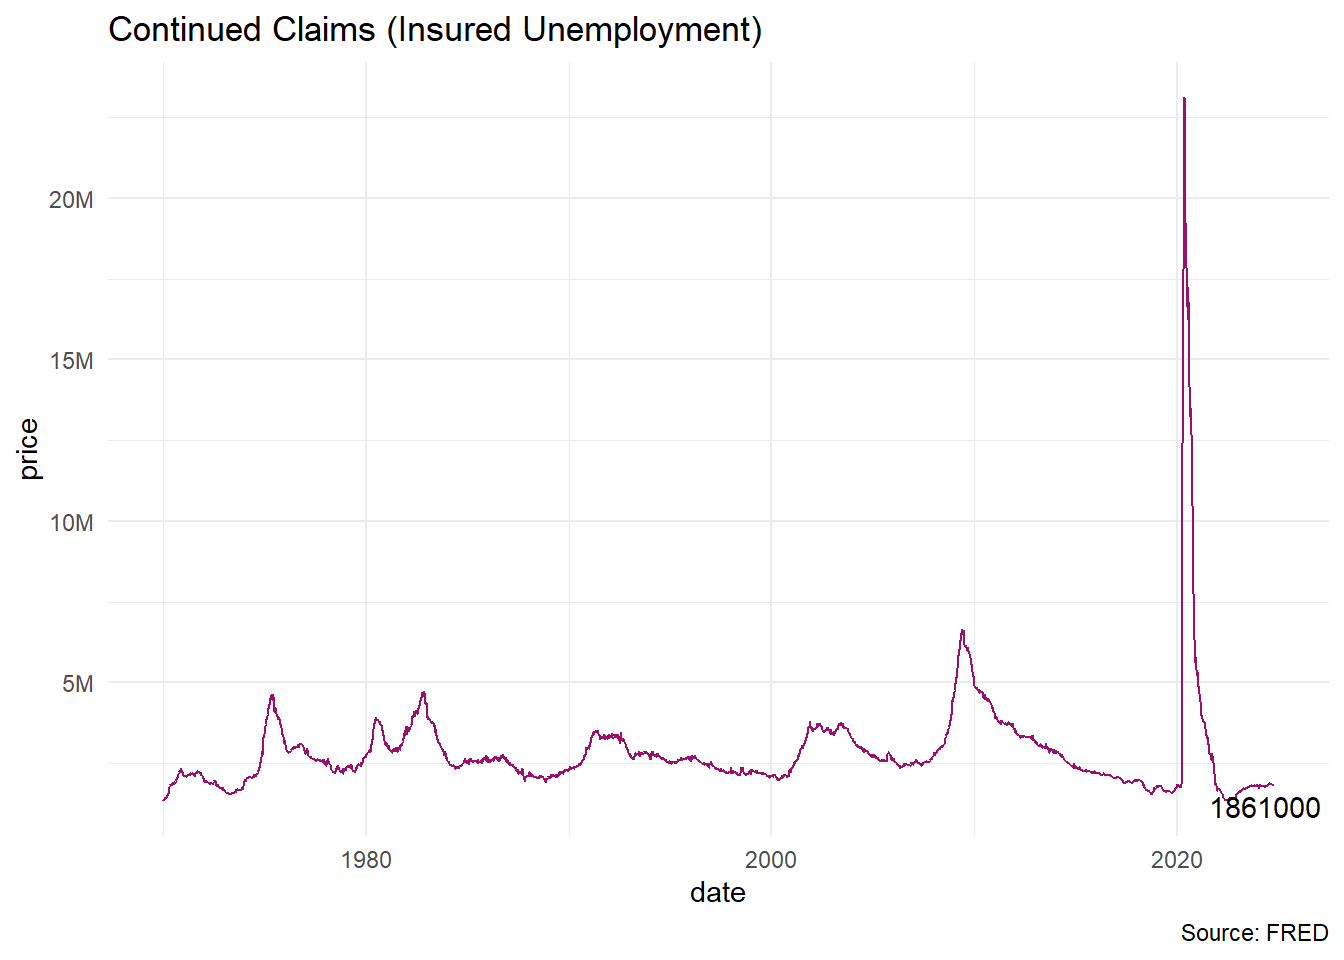 Continued Claims (Insured Unemployment)
price
20M
15M
10M
5M
1861000
1980
2000
2020
date
Source: FRED